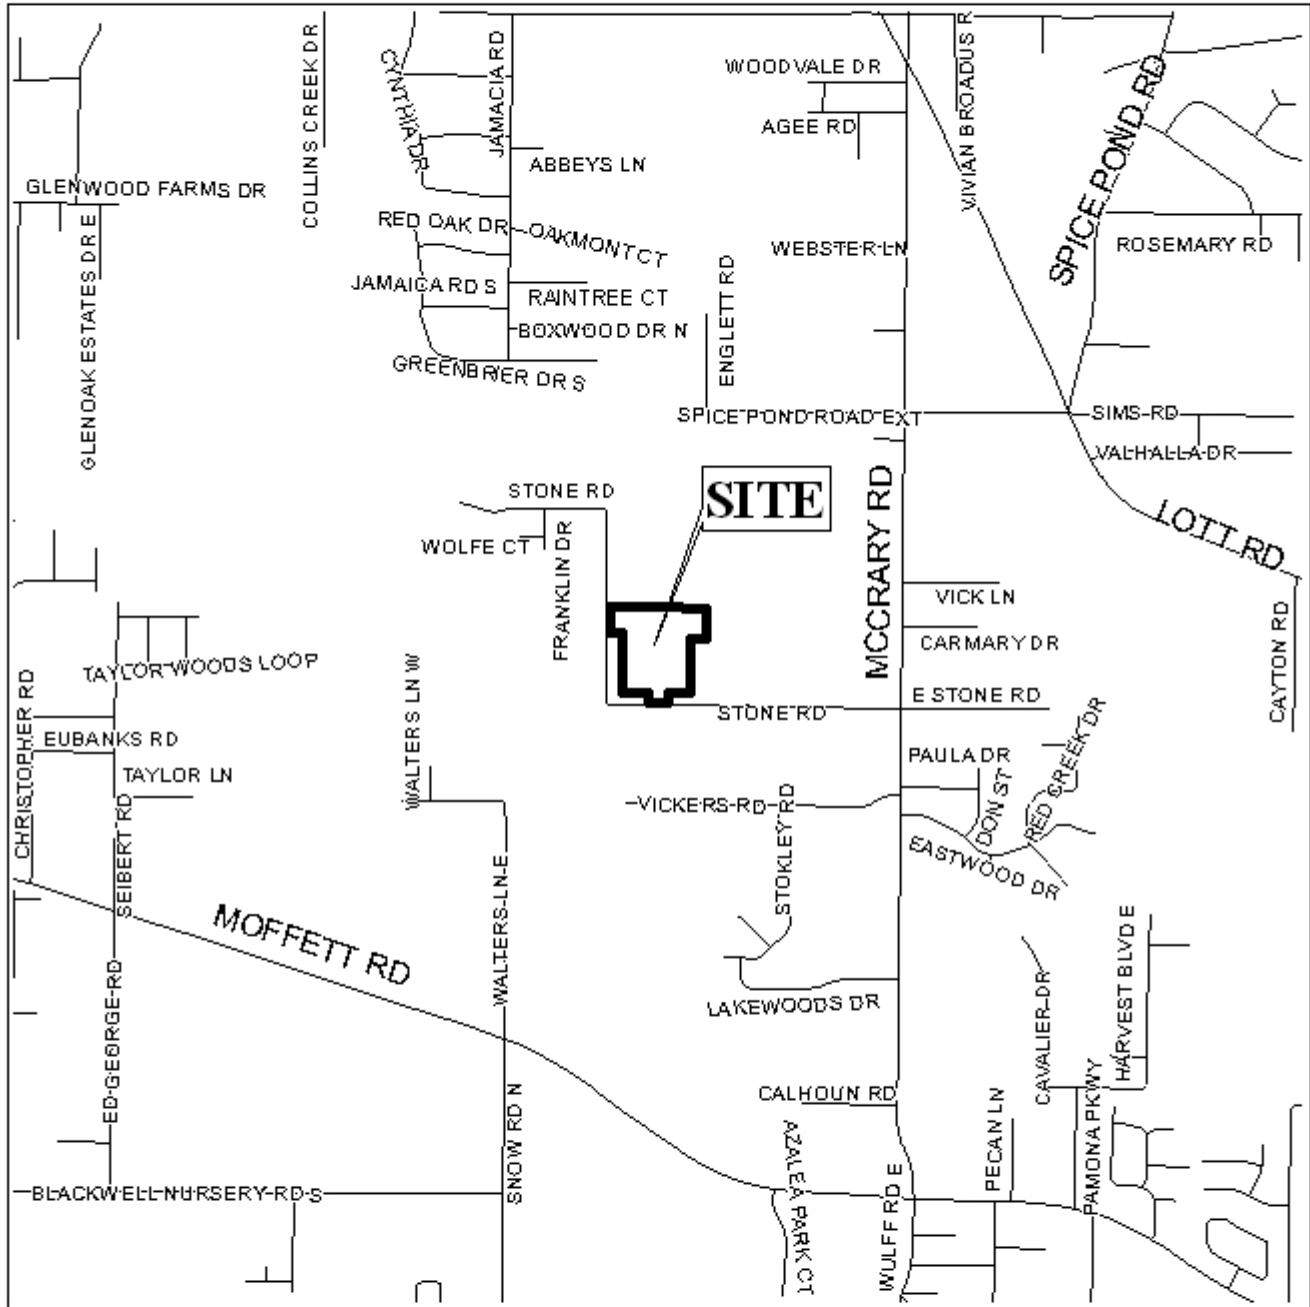 COLLINS CREEK DR
CYNTHIA DR
JAMACIA RD
WOODVALE DR
VIVIAN BROADUS R
SPICE POND RD
AGEE RD
ABBEYS LN
GLENWOOD FARMS DR
RED OAK DR
OAKMONT CT
WEBSTER LN
ROSEMARY RD
GLENOAK ESTATES DR E
JAMAICA RD S
RAINTREE CT
ENGLETT RD
BOXWOOD DR N
GREENBRIER DR S
SPICE POND ROAD EXT
SIMS RD
VALHALLA DR
STONE RD
SITE
MCCRARY RD
LOTT RD
WOLFE CT
FRANKLIN DR
VICK LN
CARMARY DR
CAYTON RD
TAYLOR WOODS LOOP
CHRISTOPHER RD
WALTERS LN W
E STONE RD
STONE RD
EUBANKS RD
TAYLOR LN
SEIBERT RD
PAULA DR
DON ST
RED CREEK DR
VICKERS RD
STOKLEY RD
EASTWOOD DR
MOFFETT RD
WALTERS LN E
ED GEORGE RD
LAKEWOODS DR
CAVALIER DR
HARVEST BLVD E
CALHOUN RD
SNOW RD N
AZALEA PARK CT
WULFF RD E
PECAN LN
PAMONA PKWY
BLACKWELL NURSERY RD S